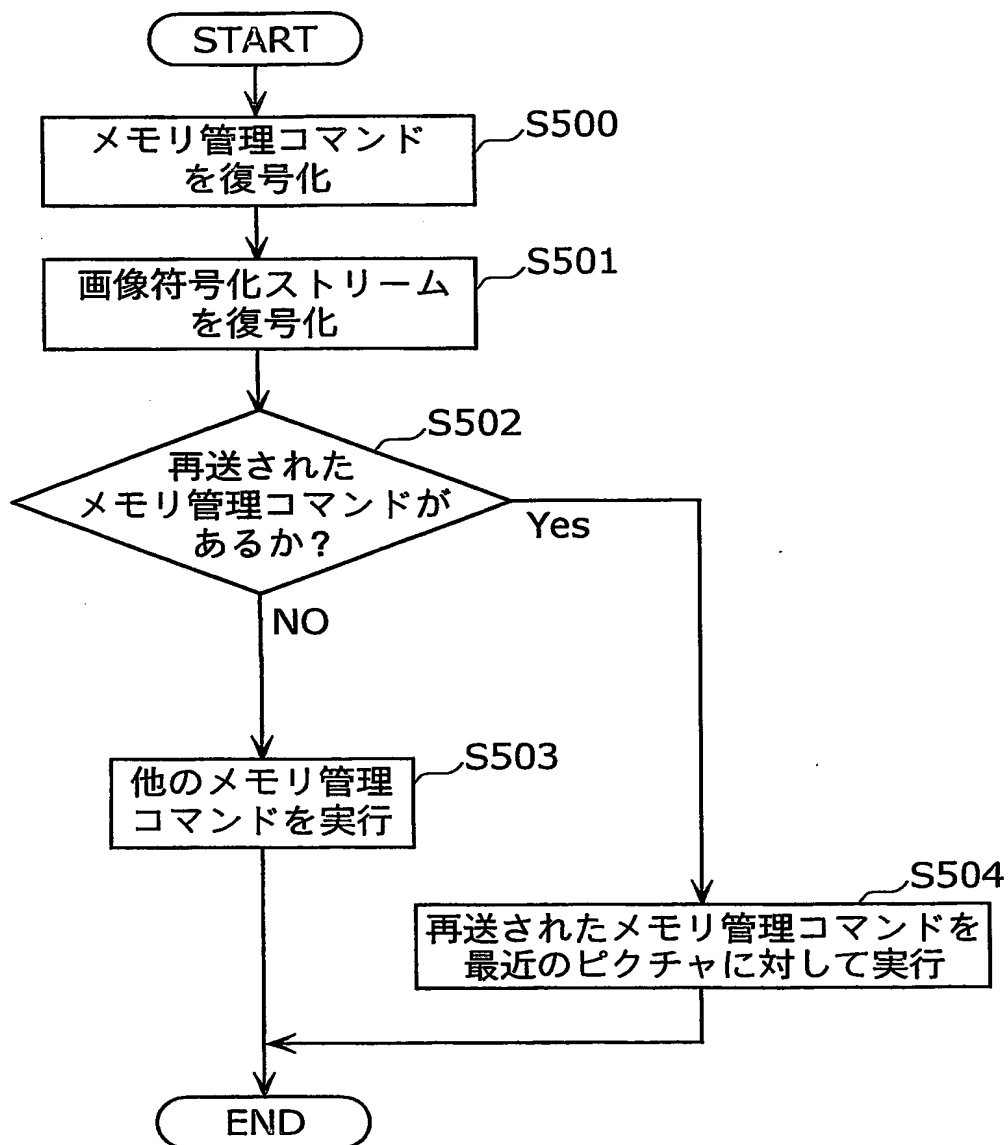 START
S500
メモリ管理コマンド
を復号化
S501
画像符号化ストリーム
を復号化
S502
再送された
メモリ管理コマンドが
あるか？
Yes
NO
S503
他のメモリ管理
コマンドを実行
S504
再送されたメモリ管理コマンドを
最近のピクチャに対して実行
END